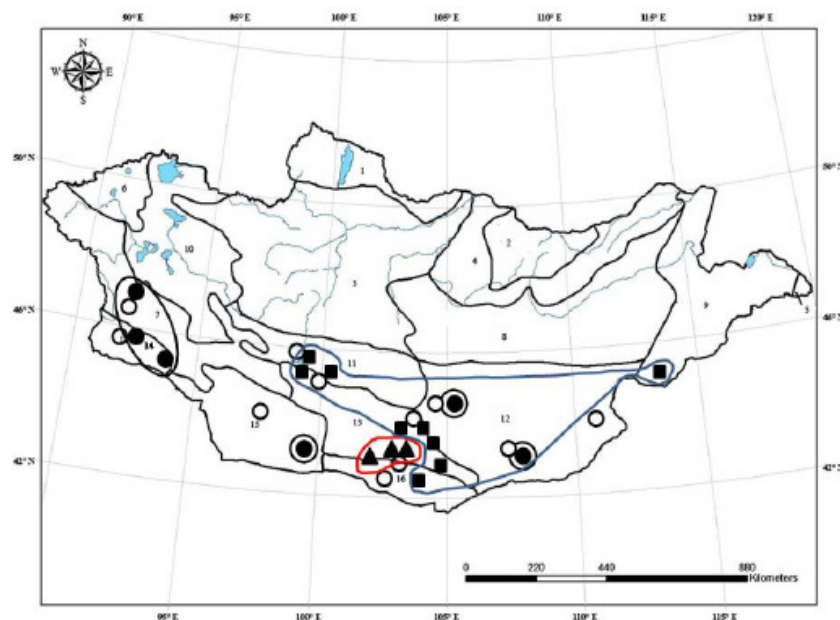 90° E 95° E 100° E 105° E 110° E 115° E 120° E
N
W E
S
50° N 50° N
1
6
2
10
4
3
9
5
46° N 46° N
7
8
14
11
13
12
15
42° N 42° N
16
0 220 440 880
Kilometers
95° E 100° E 105° E 110° E 115° E